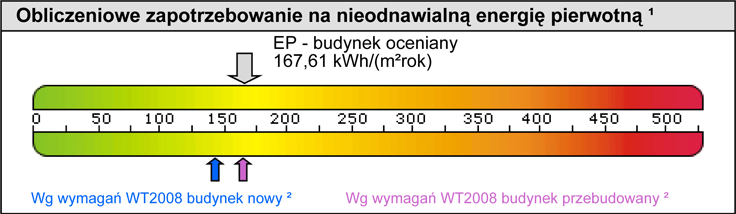 Obliczeniowe zapotrzebowanie na nieodnawialną energię pierwotną ¹
EP - budynek oceniany
167,61 kWh/(m²rok)
0 50 100 150 200 250 300 350 400 450 500
Wg wymagań WT2008 budynek nowy ² Wg wymagań WT2008 budynek przebudowany ²